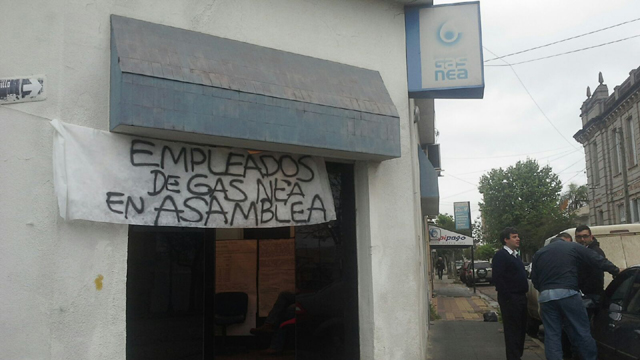 gas
nea
EMPLEADOS
DE GAS NEA
EN ASAMBLEA